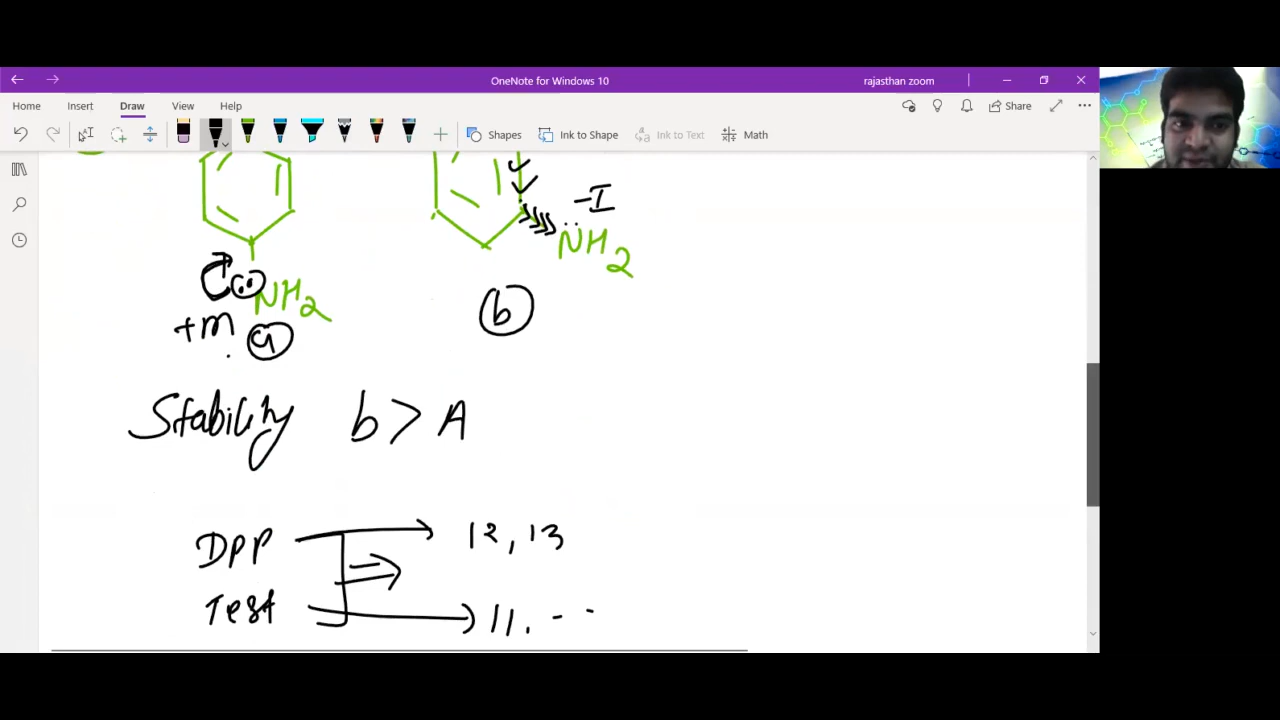 OneNote for Windows 10
rajasthan zoom
Home Insert Draw View Help
Share
Shapes Ink to Shape Ink to Text Math
-I
NH2
NH2
+m
a
b
Stability b > A
DPP → 12, 13
Test → 11, - -